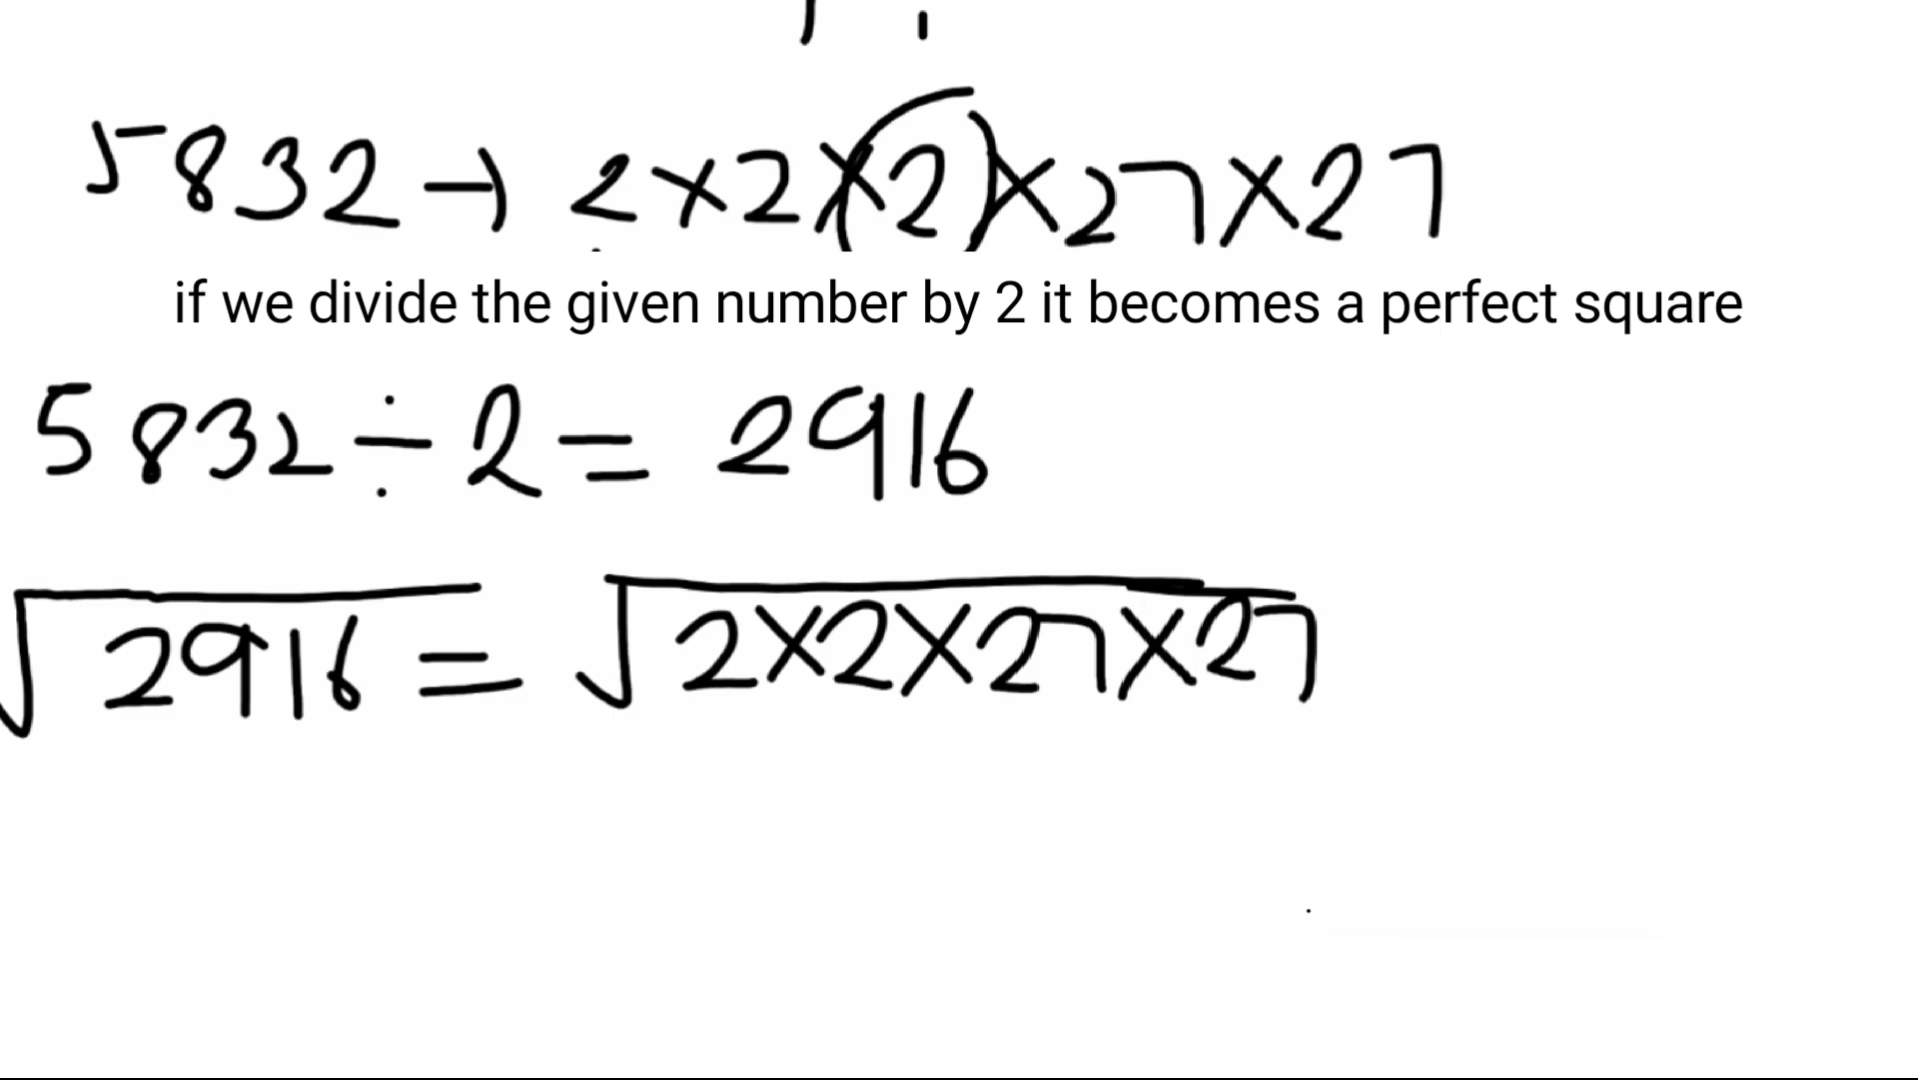 5832 → 2×2×(2)×27×27
if we divide the given number by 2 it becomes a perfect square
5832 ÷ 2 = 2916
√2916 = √2×2×27×27